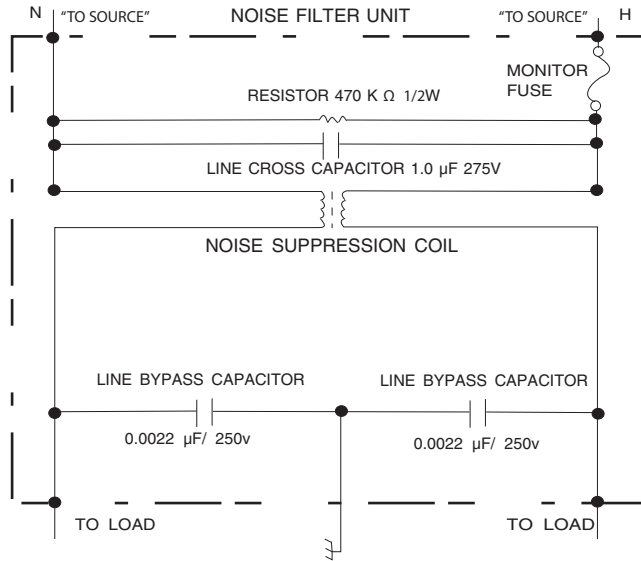 N "TO SOURCE" NOISE FILTER UNIT "TO SOURCE" H
MONITOR
FUSE
RESISTOR 470 K Ω 1/2W
LINE CROSS CAPACITOR 1.0 µF 275V
NOISE SUPPRESSION COIL
LINE BYPASS CAPACITOR
0.0022 µF/ 250v
LINE BYPASS CAPACITOR
0.0022 µF/ 250v
TO LOAD
TO LOAD